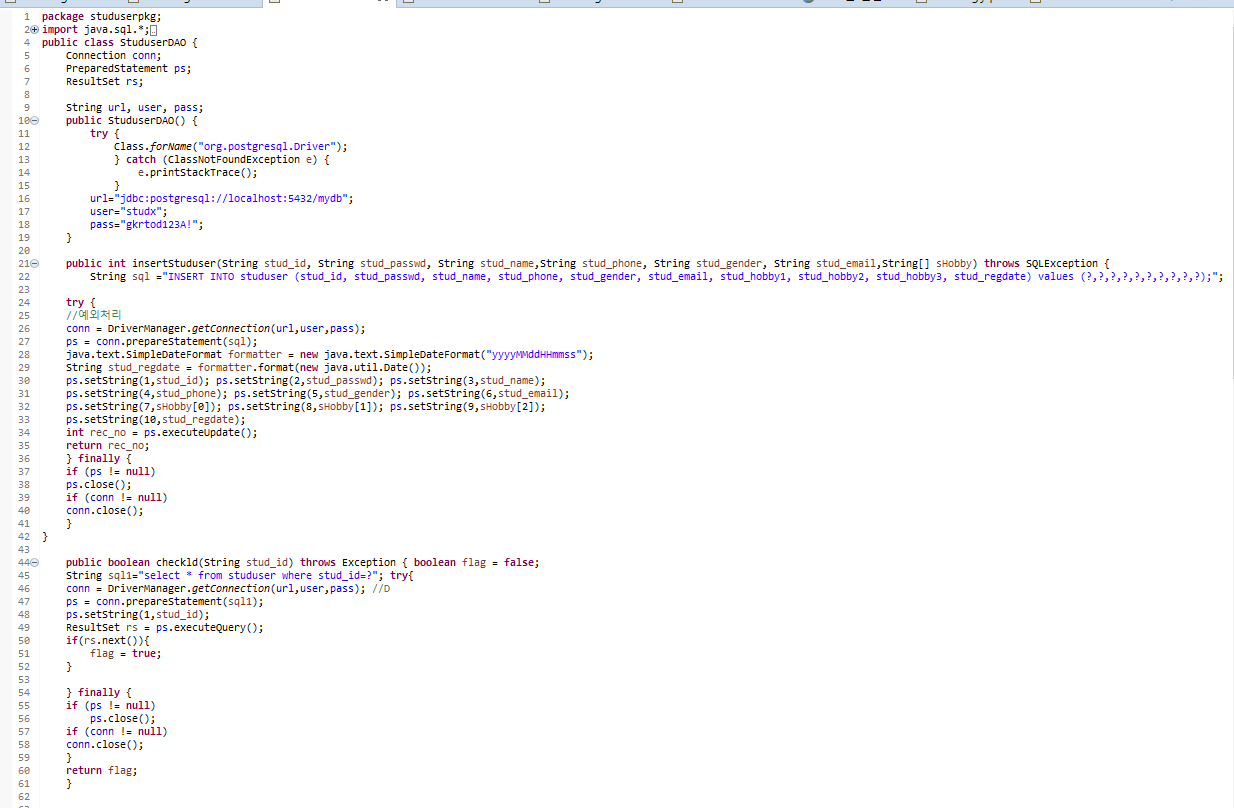 1 package studuserpkg;
2 import java.sql.*;
4 public class StuduserDAO {
5 Connection conn;
6 PreparedStatement ps;
7 ResultSet rs;
8
9 String url, user, pass;
10 public StuduserDAO() {
11 try {
12 Class.forName("org.postgresql.Driver");
13 } catch (ClassNotFoundException e) {
14 e.printStackTrace();
15 }
16 url="jdbc:postgresql://localhost:5432/mydb";
17 user="studx";
18 pass="gkrtod123A!";
19 }
20
21 public int insertStuduser(String stud_id, String stud_passwd, String stud_name,String stud_phone, String stud_gender, String stud_email,String[] sHobby) throws SQLException {
22 String sql ="INSERT INTO studuser (stud_id, stud_passwd, stud_name, stud_phone, stud_gender, stud_email, stud_hobby1, stud_hobby2, stud_hobby3, stud_regdate) values (?,?,?,?,?,?,?,?,?,?);";
23
24 try {
25 //예외처리
26 conn = DriverManager.getConnection(url,user,pass);
27 ps = conn.prepareStatement(sql);
28 java.text.SimpleDateFormat formatter = new java.text.SimpleDateFormat("yyyyMMddHHmmss");
29 String stud_regdate = formatter.format(new java.util.Date());
30 ps.setString(1,stud_id); ps.setString(2,stud_passwd); ps.setString(3,stud_name);
31 ps.setString(4,stud_phone); ps.setString(5,stud_gender); ps.setString(6,stud_email);
32 ps.setString(7,sHobby[0]); ps.setString(8,sHobby[1]); ps.setString(9,sHobby[2]);
33 ps.setString(10,stud_regdate);
34 int rec_no = ps.executeUpdate();
35 return rec_no;
36 } finally {
37 if (ps != null)
38 ps.close();
39 if (conn != null)
40 conn.close();
41 }
42 }
43
44 public boolean checkld(String stud_id) throws Exception { boolean flag = false;
45 String sql1="select * from studuser where stud_id=?"; try{
46 conn = DriverManager.getConnection(url,user,pass); //D
47 ps = conn.prepareStatement(sql1);
48 ps.setString(1,stud_id);
49 ResultSet rs = ps.executeQuery();
50 if(rs.next()){
51 flag = true;
52 }
53
54 } finally {
55 if (ps != null)
56 ps.close();
57 if (conn != null)
58 conn.close();
59 }
60 return flag;
61 }
62